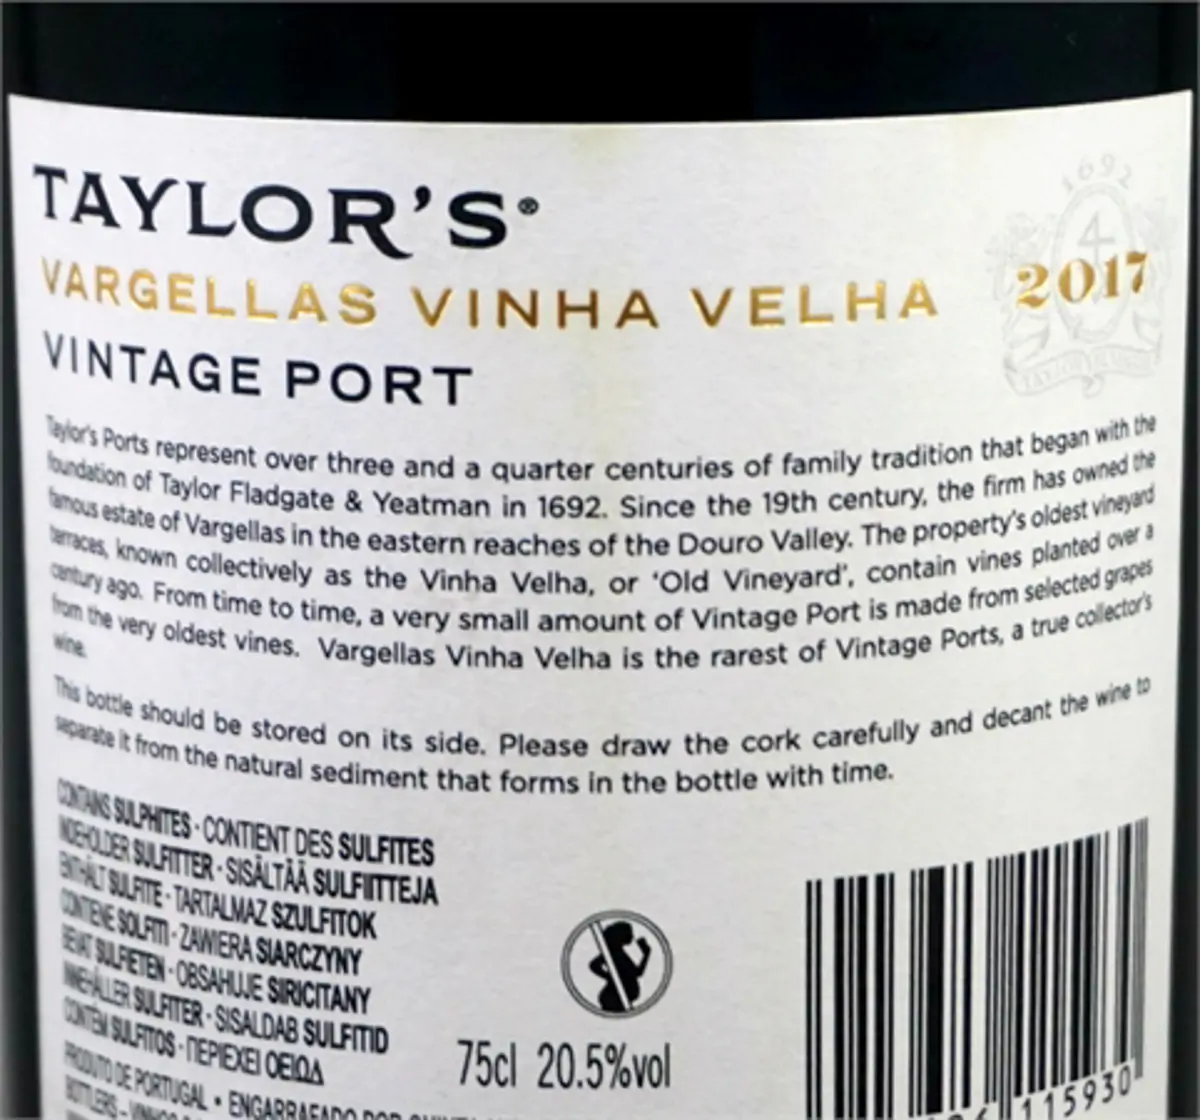 TAYLOR'S®
VARGELLAS VINHA VELHA 2017
1692
4
VINTAGE PORT
Taylor's Ports represent over three and a quarter centuries of family tradition that began with the
foundation of Taylor Fladgate & Yeatman in 1692. Since the 19th century, the firm has owned the
famous estate of Vargellas in the eastern reaches of the Douro Valley. The property's oldest vineyard
terraces, known collectively as the Vinha Velha, or 'Old Vineyard', contain vines planted over a
century ago. From time to time, a very small amount of Vintage Port is made from selected grapes
from the very oldest vines. Vargellas Vinha Velha is the rarest of Vintage Ports, a true collector's
wine.
This bottle should be stored on its side. Please draw the cork carefully and decant the wine to
separate it from the natural sediment that forms in the bottle with time.
CONTAINS SULPHITES · CONTIENT DES SULFITES
INDEHOLDER SULFITTER · SISÄLTÄÄ SULFIITTEJA
ENTHÄLT SULFITE · TARTALMAZ SZULFITOK
CONTIENE SOLFITI · ZAWIERA SIARCZYNY
BEVAT SULFIETEN · OBSAHUJE SIRICITANY
INNEHÅLLER SULFITER · SISALDAB SULFITID
CONTÉM SULFITOS · ΠΕΡΙΕΧΕΙ ΘΕΙΩΔΗ
75cl 20.5%vol
PRODUTO DE PORTUGAL • ENGARRAFADO POR
BOTTLERS – VINHOS
115930